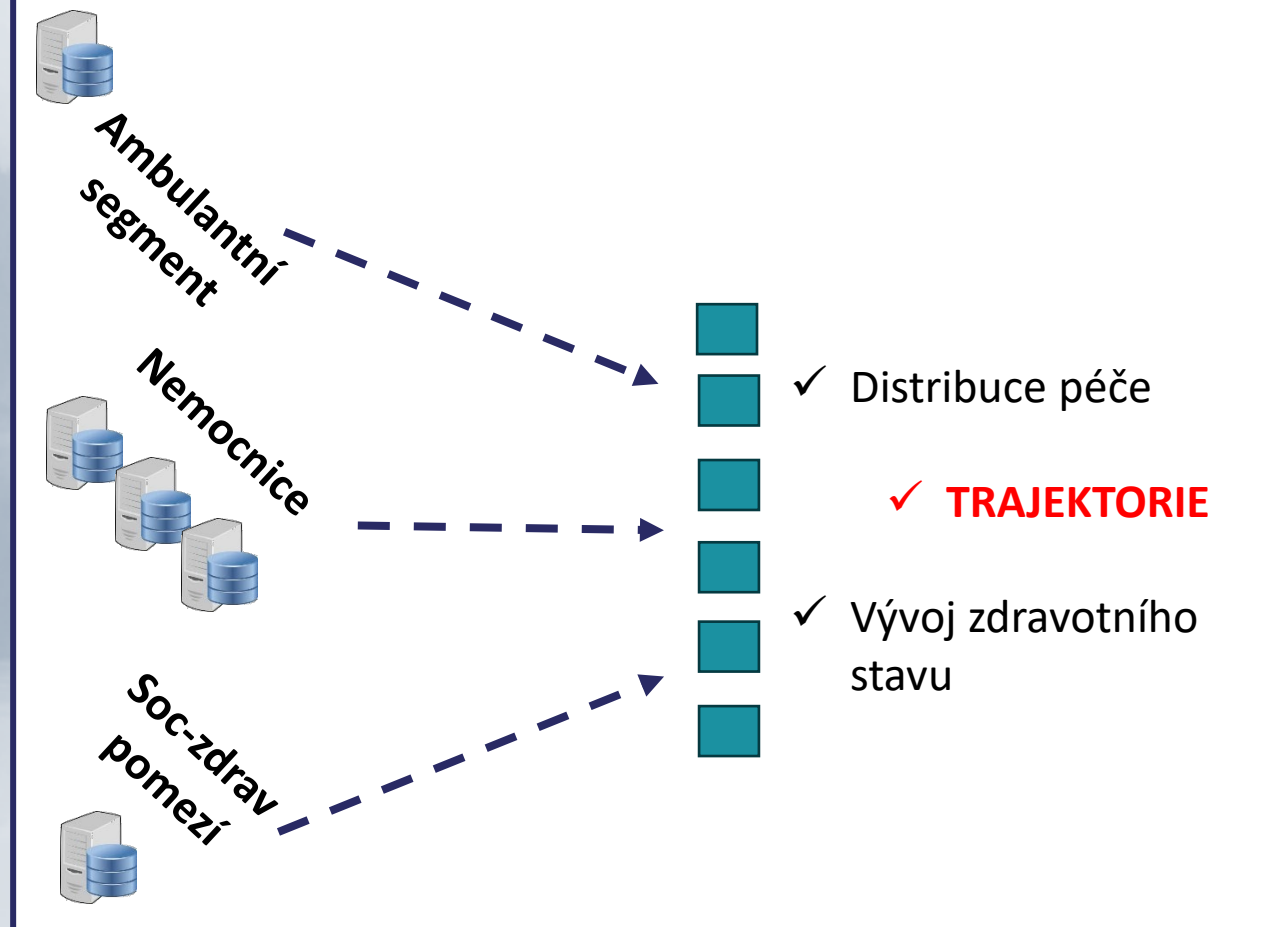 Ambulantní
segment
Nemocnice
Soc-zdrav
pomezí
✓ Distribuce péče
✓ TRAJEKTORIE
✓ Vývoj zdravotního
stavu